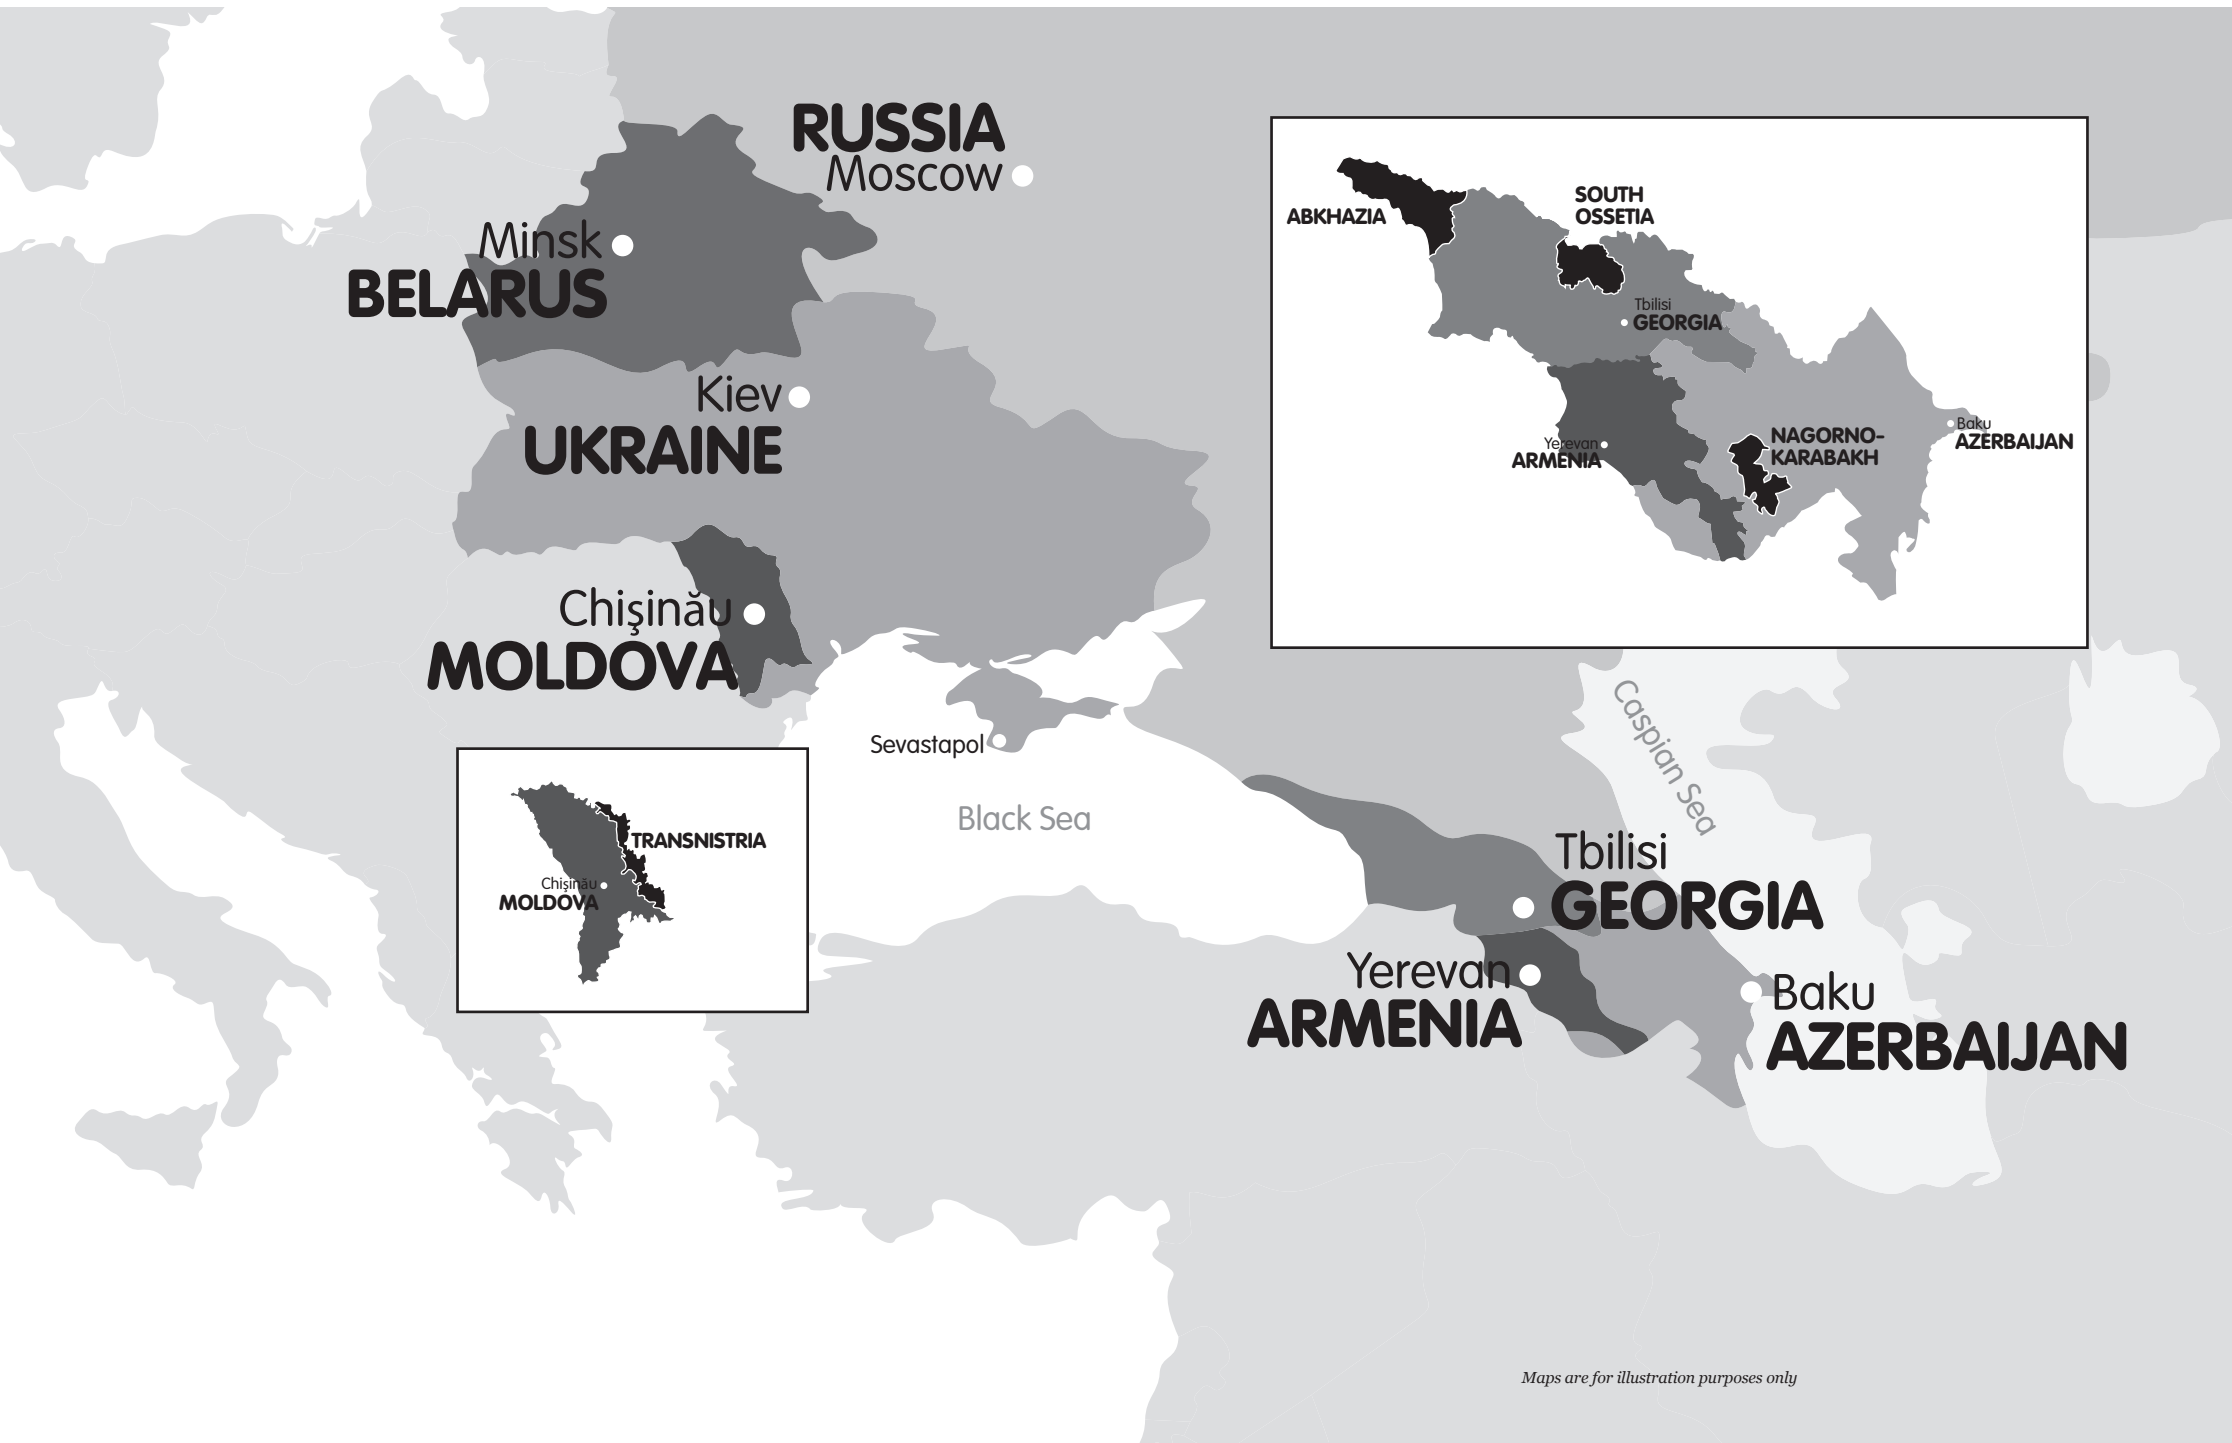 RUSSIA
Moscow
Minsk
BELARUS
Kiev
UKRAINE
Chişinău
MOLDOVA
Sevastapol
Black Sea
Caspian Sea
Tbilisi
GEORGIA
Yerevan
ARMENIA
Baku
AZERBAIJAN
ABKHAZIA
SOUTH
OSSETIA
Tbilisi
GEORGIA
Yerevan
ARMENIA
NAGORNO-
KARABAKH
Baku
AZERBAIJAN
TRANSNISTRIA
Chişinău
MOLDOVA
Maps are for illustration purposes only